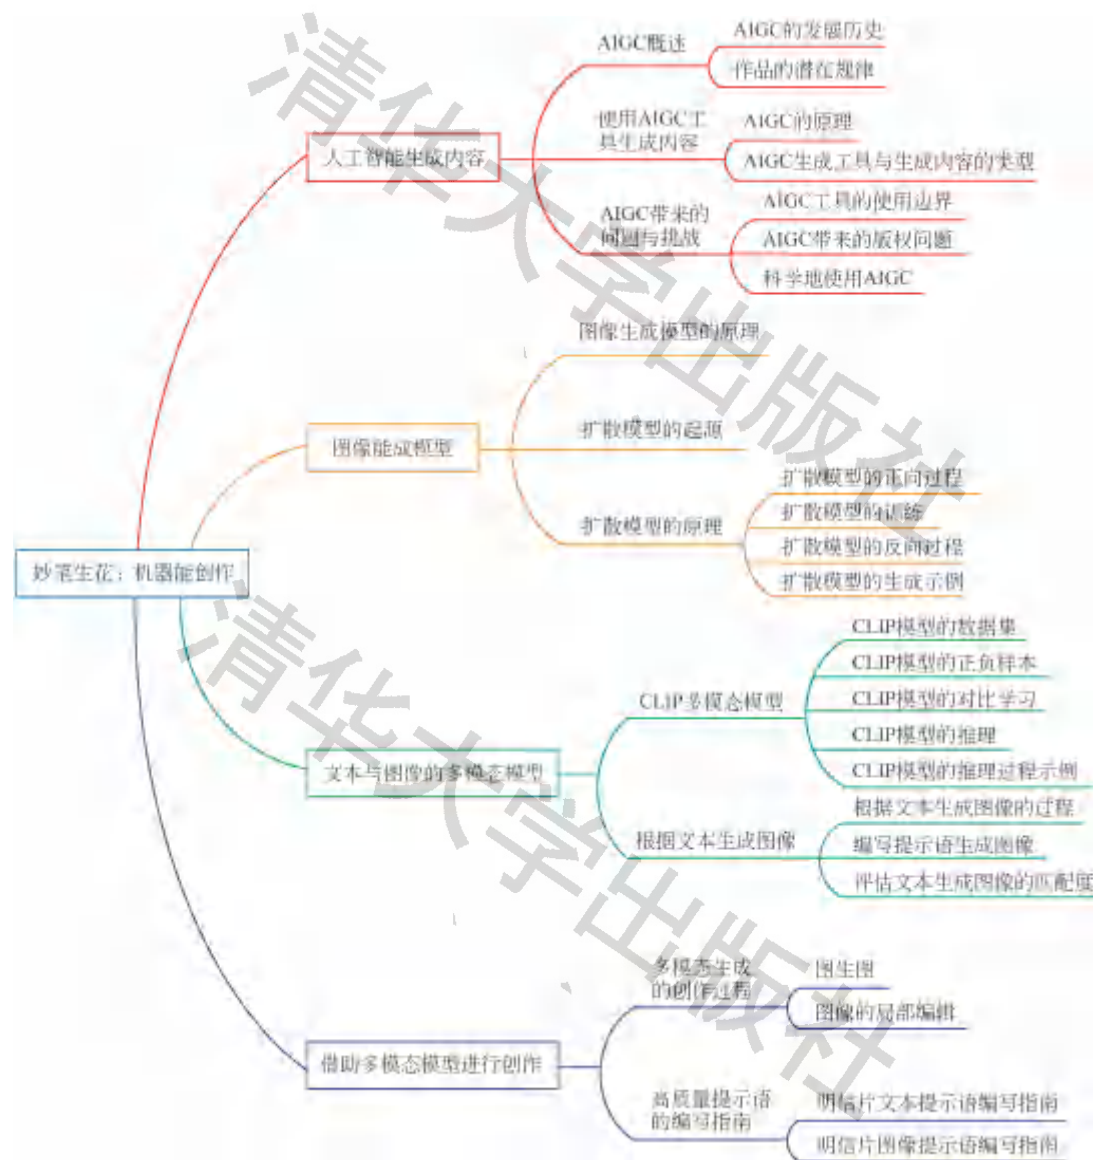 AIGC概述
AIGC的发展历史
作品的潜在规律
使用AIGC工
具生成内容
AIGC的原理
AIGC生成工具与生成内容的类型
人工智能生成内容
AIGC带来的
问题与挑战
AIGC工具的使用边界
AIGC带来的版权问题
科学地使用AIGC
图像生成模型的原理
图像能成模型
扩散模型的起源
扩散模型的原理
扩散模型的正向过程
扩散模型的训练
扩散模型的反向过程
扩散模型的生成示例
妙笔生花：机器能创作
CLIP多模态模型
CLIP模型的数据集
CLIP模型的正负样本
CLIP模型的对比学习
CLIP模型的推理
CLIP模型的推理过程示例
文本与图像的多模态模型
根据文本生成图像
根据文本生成图像的过程
编写提示语生成图像
评估文本生成图像的匹配度
多模态生成
的创作过程
图生图
图像的局部编辑
借助多模态模型进行创作
高质量提示语
的编写指南
明信片文本提示语编写指南
明信片图像提示语编写指南
清华大学出版社
清华大学出版社